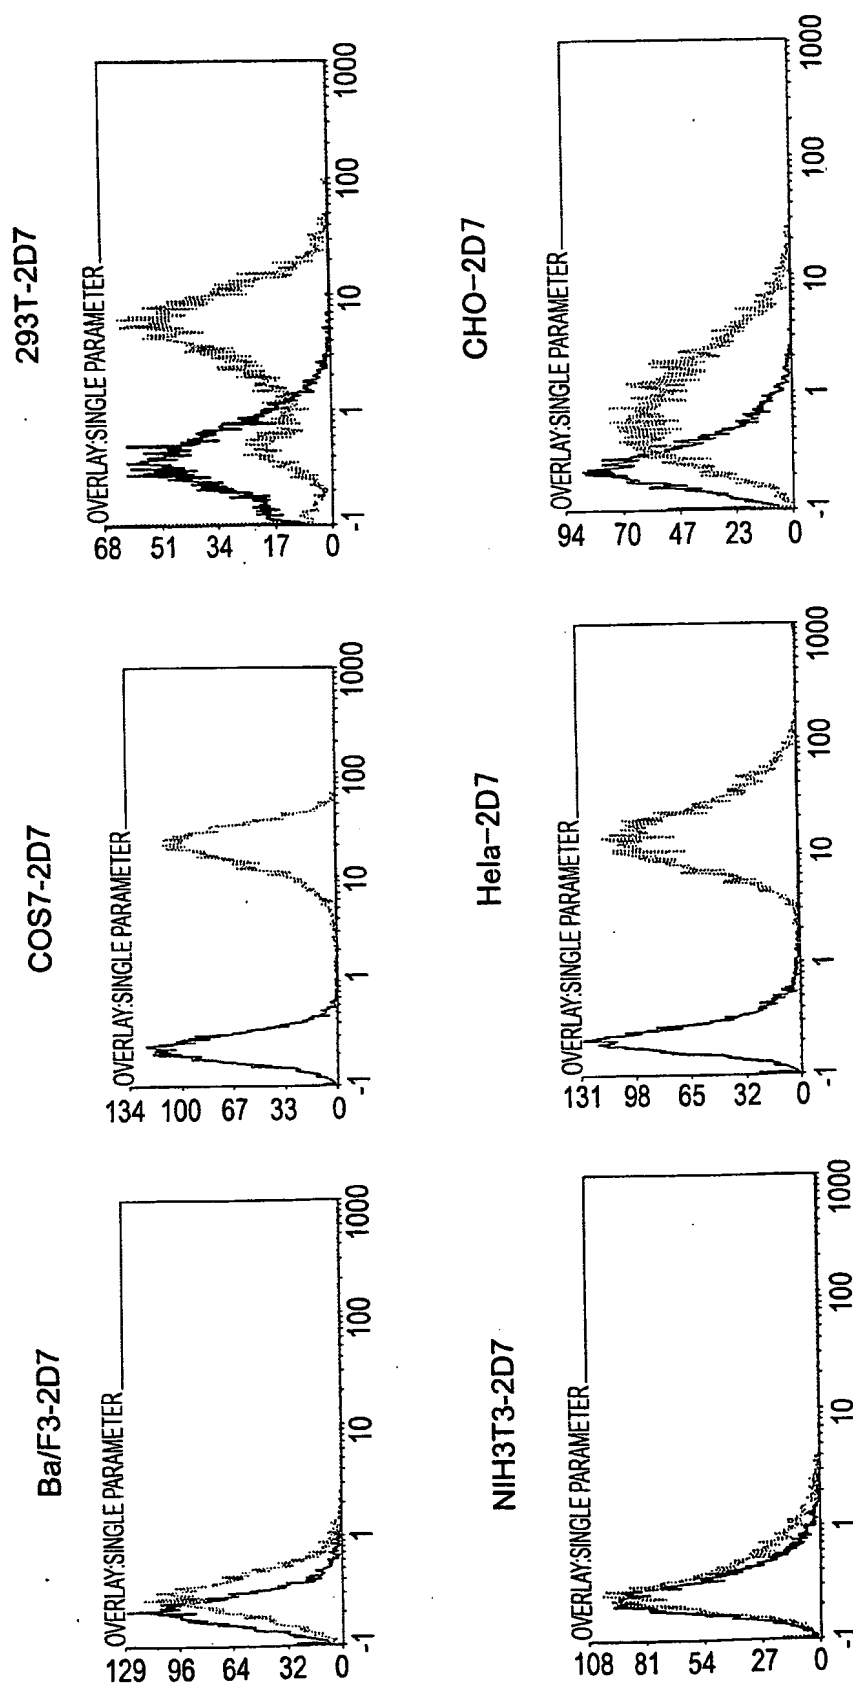 Ba/F3-2D7
OVERLAY:SINGLE PARAMETER
129
96
64
32
0
-1 1 10 100 1000
COS7-2D7
OVERLAY:SINGLE PARAMETER
134
100
67
33
0
-1 1 10 100 1000
293T-2D7
OVERLAY:SINGLE PARAMETER
68
51
34
17
0
-1 1 10 100 1000
NIH3T3-2D7
OVERLAY:SINGLE PARAMETER
108
81
54
27
0
-1 1 10 100 1000
Hela–2D7
OVERLAY:SINGLE PARAMETER
131
98
65
32
0
-1 1 10 100 1000
CHO–2D7
OVERLAY:SINGLE PARAMETER
94
70
47
23
0
-1 1 10 100 1000